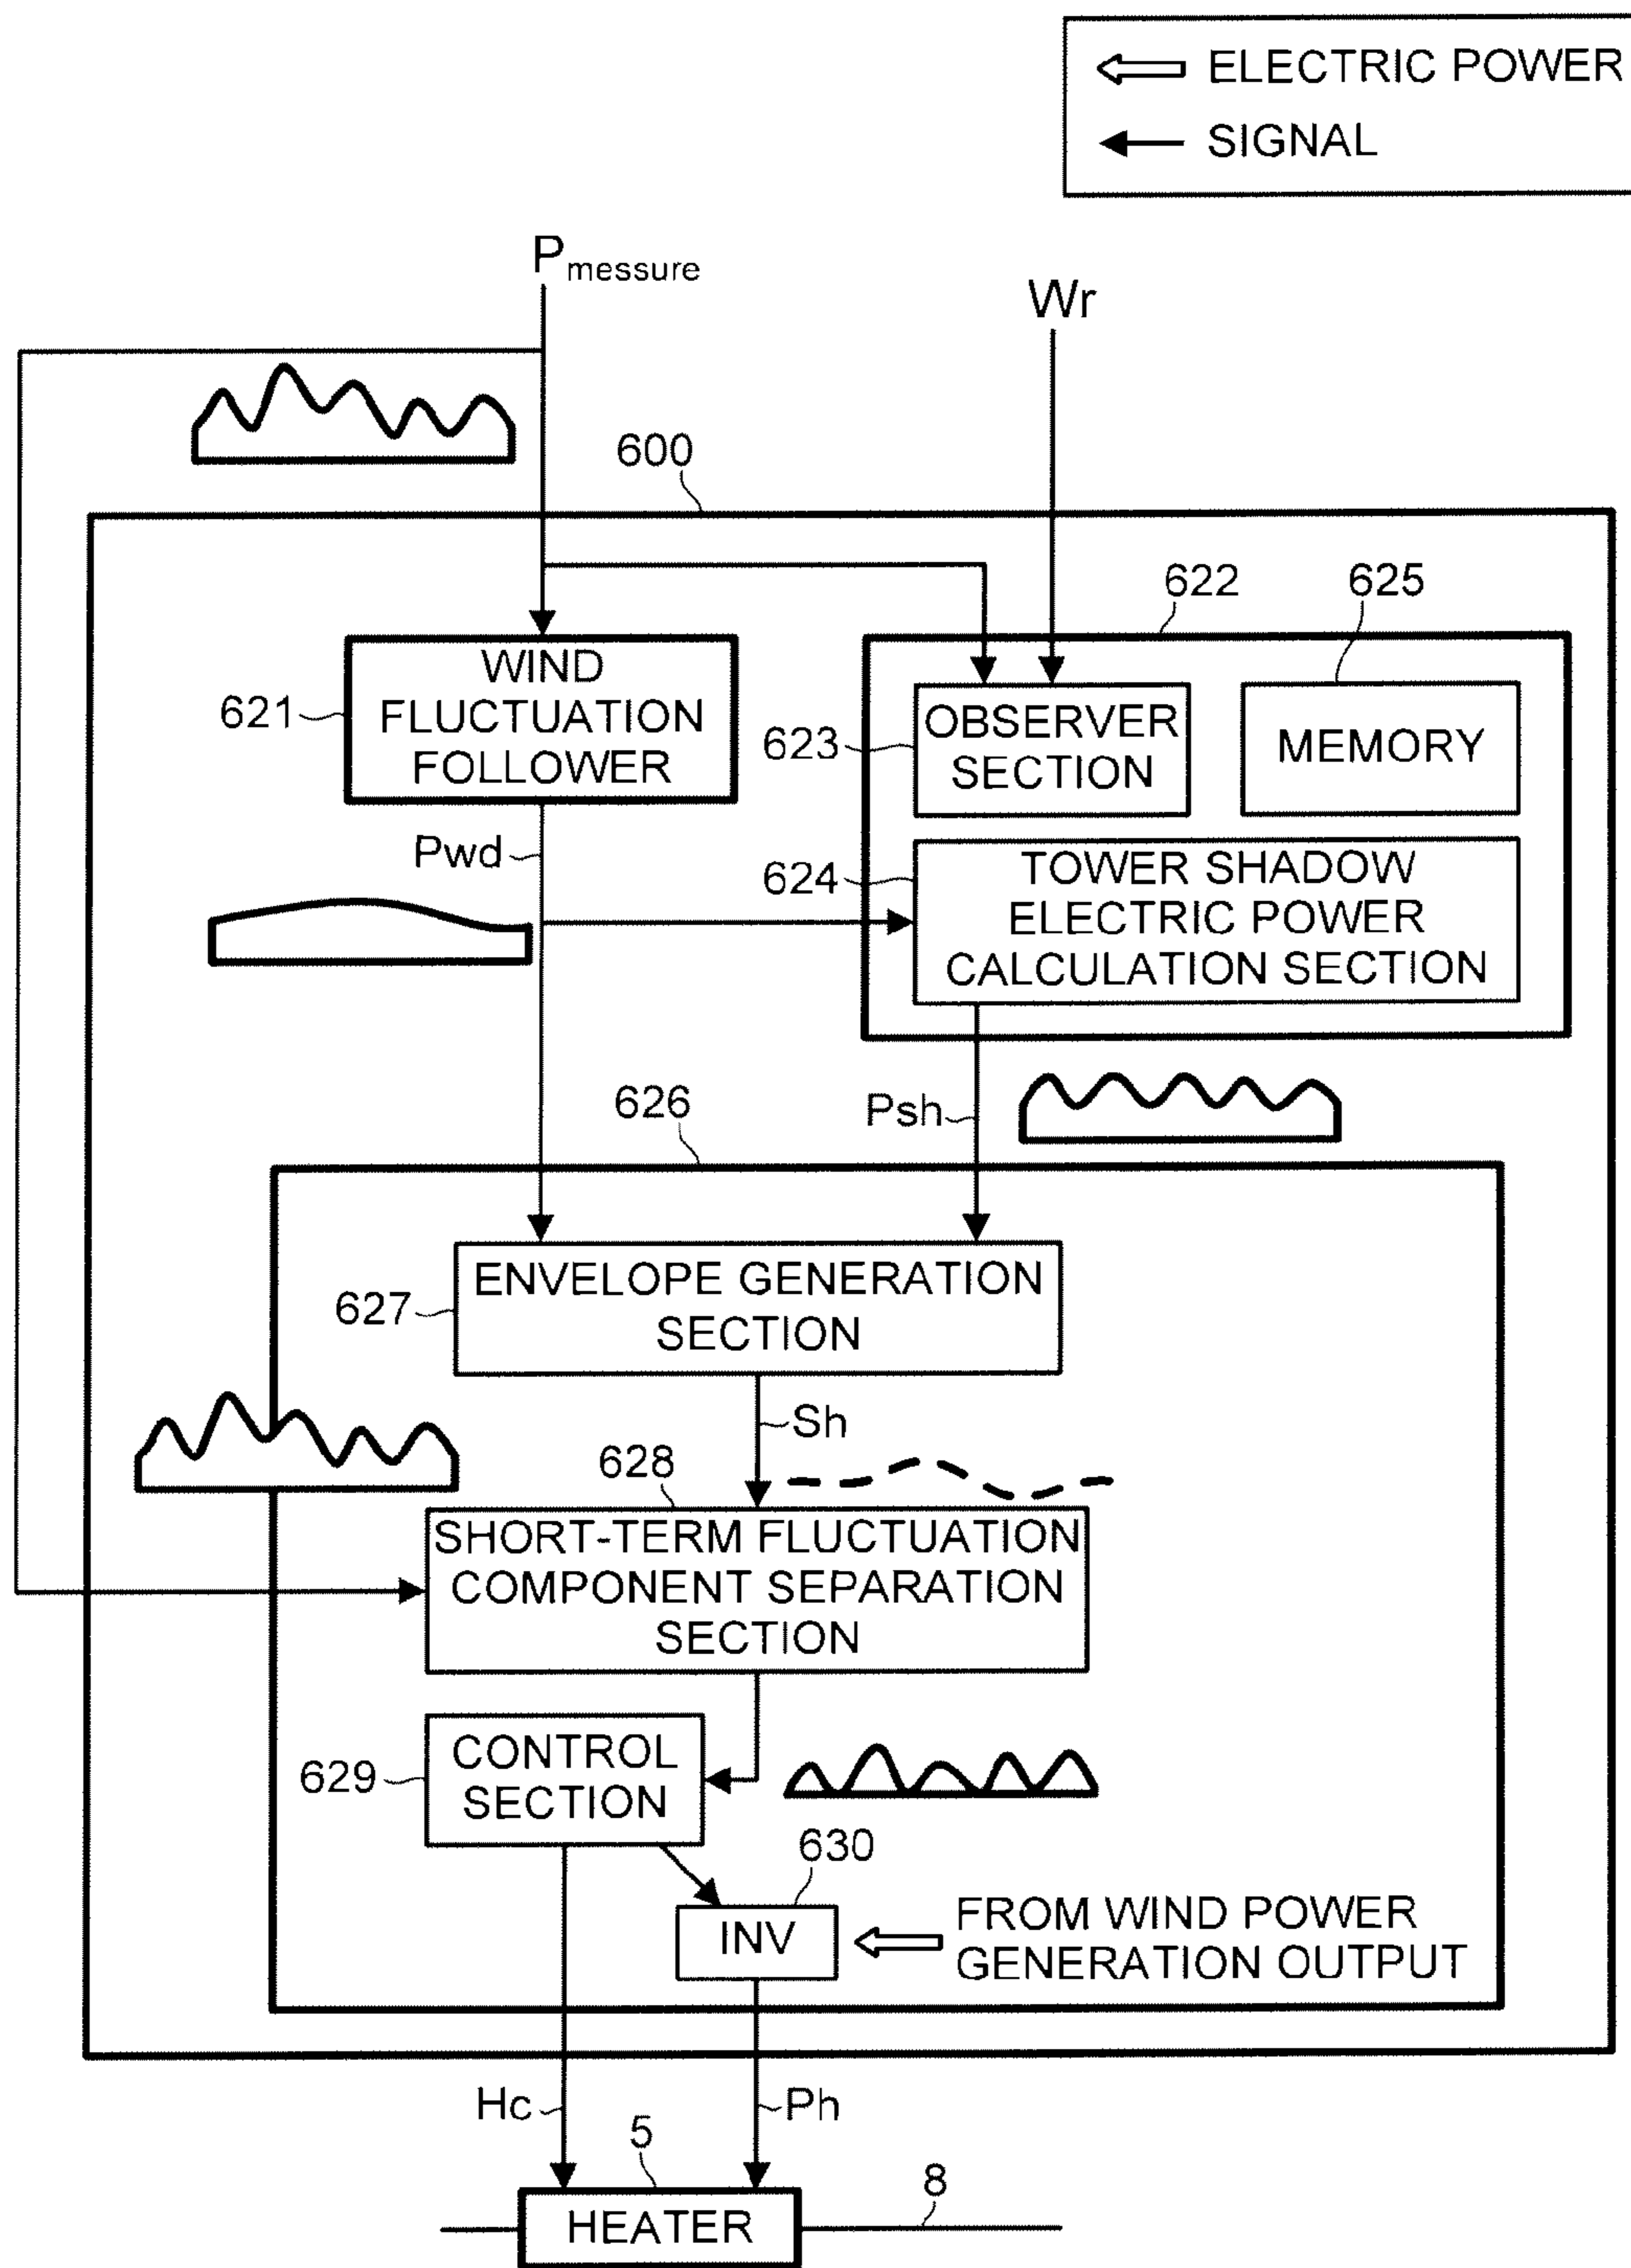 ELECTRIC POWER
SIGNAL
Pmessure
Wr
600
622
625
WIND
FLUCTUATION
FOLLOWER
621
OBSERVER
SECTION
623
MEMORY
Pwd
624
TOWER SHADOW
ELECTRIC POWER
CALCULATION SECTION
626
Psh
ENVELOPE GENERATION
SECTION
627
Sh
628
SHORT-TERM FLUCTUATION
COMPONENT SEPARATION
SECTION
CONTROL
SECTION
629
630
INV
FROM WIND POWER
GENERATION OUTPUT
Hc
Ph
5
8
HEATER